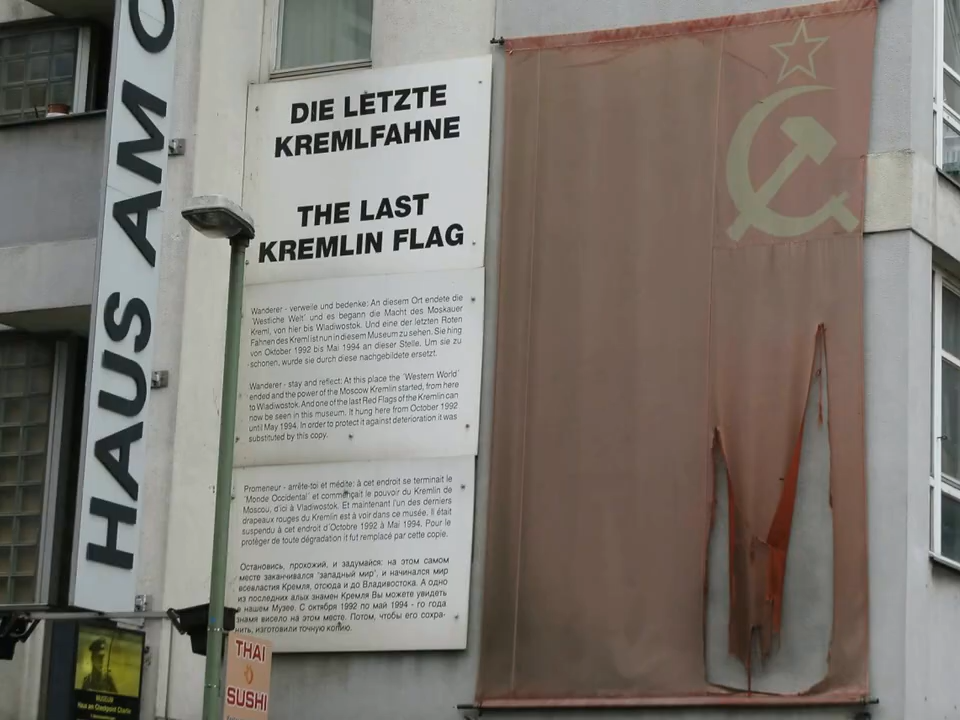 HAUS AM C
DIE LETZTE
KREMLFAHNE
THE LAST
KREMLIN FLAG
Wanderer - verweile und bedenke: An diesem Ort endete die
'Westliche Welt' und es begann die Macht des Moskauer
Kreml, von hier bis Wladiwostok. Und eine der letzten Roten
Fahnen des Kreml ist nun in diesem Museum zu sehen. Sie hing
von Oktober 1992 bis Mai 1994 an dieser Stelle. Um sie zu
schonen, wurde sie durch diese nachgebildete ersetzt.
Wanderer - stay and reflect: At this place the 'Western World'
ended and the power of the Moscow Kremlin started, from here
to Wladiwostok. And one of the last Red Flags of the Kremlin can
now be seen in this museum. It hung here from October 1992
until May 1994. In order to protect it against deterioration it was
substituted by this copy.
Promeneur - arrête-toi et médite: à cet endroit se terminait le
'Monde Occidental' et commençait le pouvoir du Kremlin de
Moscou, d'ici à Vladivostok. Et maintenant l'un des derniers
drapeaux rouges du Kremlin est à voir dans ce musée. Il était
suspendu à cet endroit d'Octobre 1992 à Mai 1994. Pour le
protéger de toute dégradation il fut remplacé par cette copie.
Остановись, прохожий, и задумайся: на этом самом
месте заканчивался "западный мир", и начинался мир
всевластия Кремля, отсюда и до Владивостока. А одно
из последних алых знамен Кремля Вы можете увидеть
в нашем Музее. С октября 1992 по май 1994 - го года
знамя висело на этом месте. Потом, чтобы его сохра-
нить, изготовили точную копию.
THAI
SUSHI
MUSEUM
Haus am Checkpoint Charlie